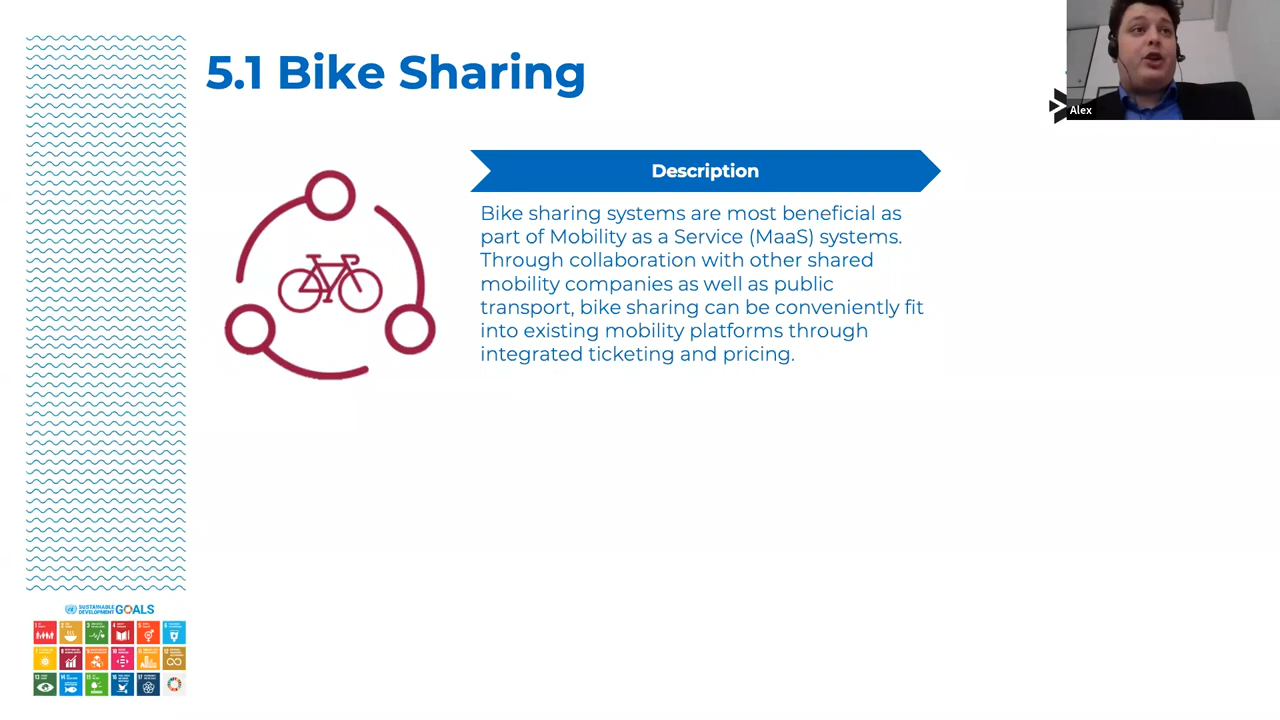 5.1 Bike Sharing
Alex
Description
Bike sharing systems are most beneficial as
part of Mobility as a Service (MaaS) systems.
Through collaboration with other shared
mobility companies as well as public
transport, bike sharing can be conveniently fit
into existing mobility platforms through
integrated ticketing and pricing.
SUSTAINABLE
DEVELOPMENT GOALS